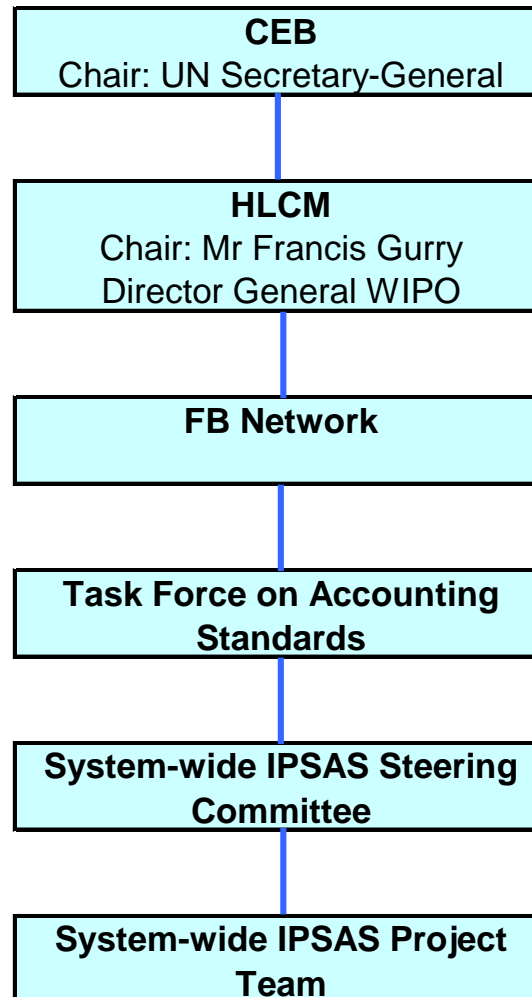 CEB
Chair: UN Secretary-General
HLCM
Chair: Mr Francis Gurry
Director General WIPO
FB Network
Task Force on Accounting
Standards
System-wide IPSAS Steering
Committee
System-wide IPSAS Project
Team